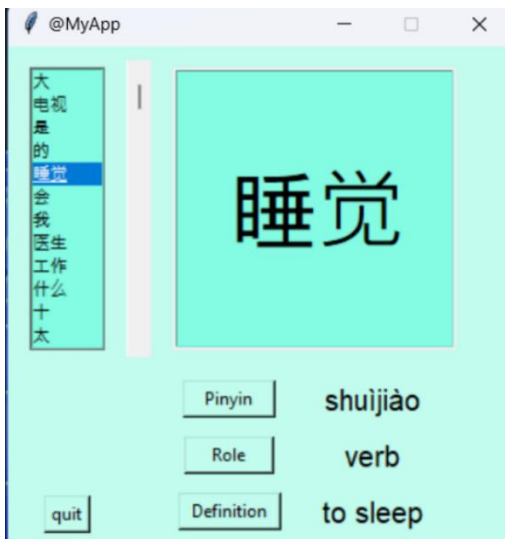 @MyApp
大
电视
是
的
睡觉
会
我
医生
工作
什么
十
太
睡觉
Pinyin shuìjiào
Role verb
quit Definition to sleep